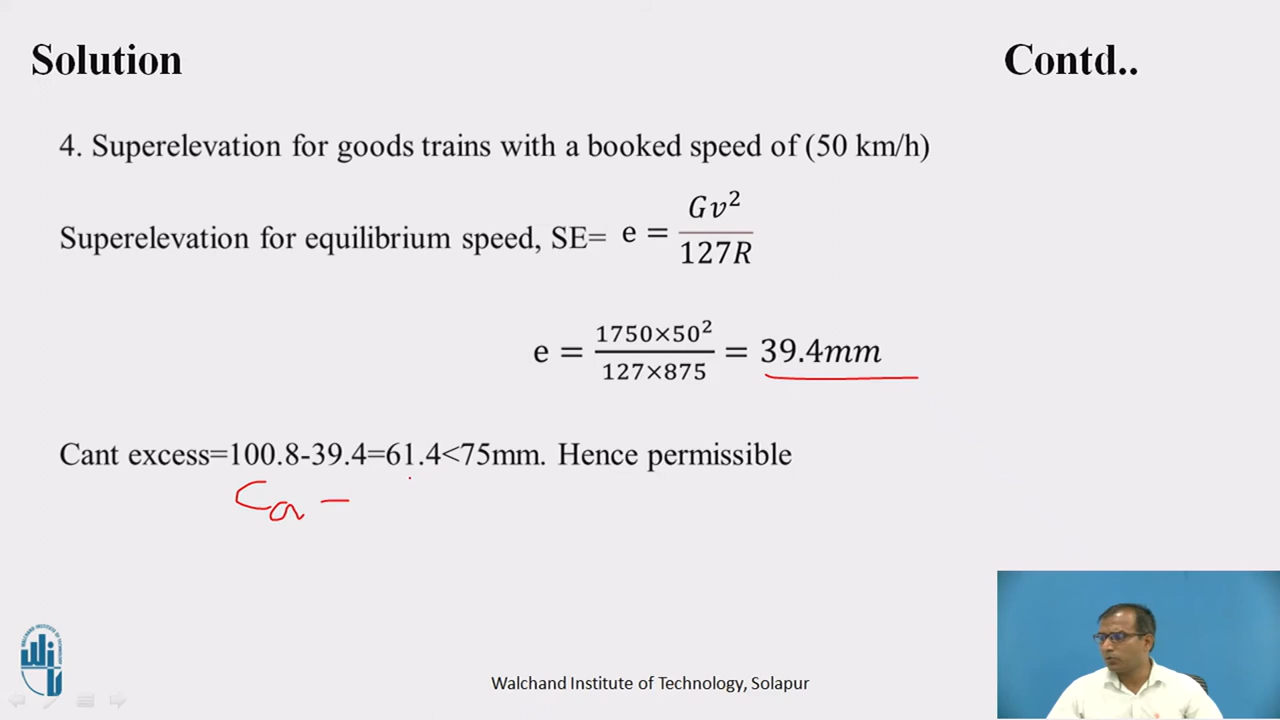 Solution
Contd..
4. Superelevation for goods trains with a booked speed of (50 km/h)
Superelevation for equilibrium speed, SE= e = Gv²/127R
e = 1750×50²/127×875 = 39.4mm
Cant excess=100.8-39.4=61.4<75mm. Hence permissible
Ca -
Walchand Institute of Technology, Solapur